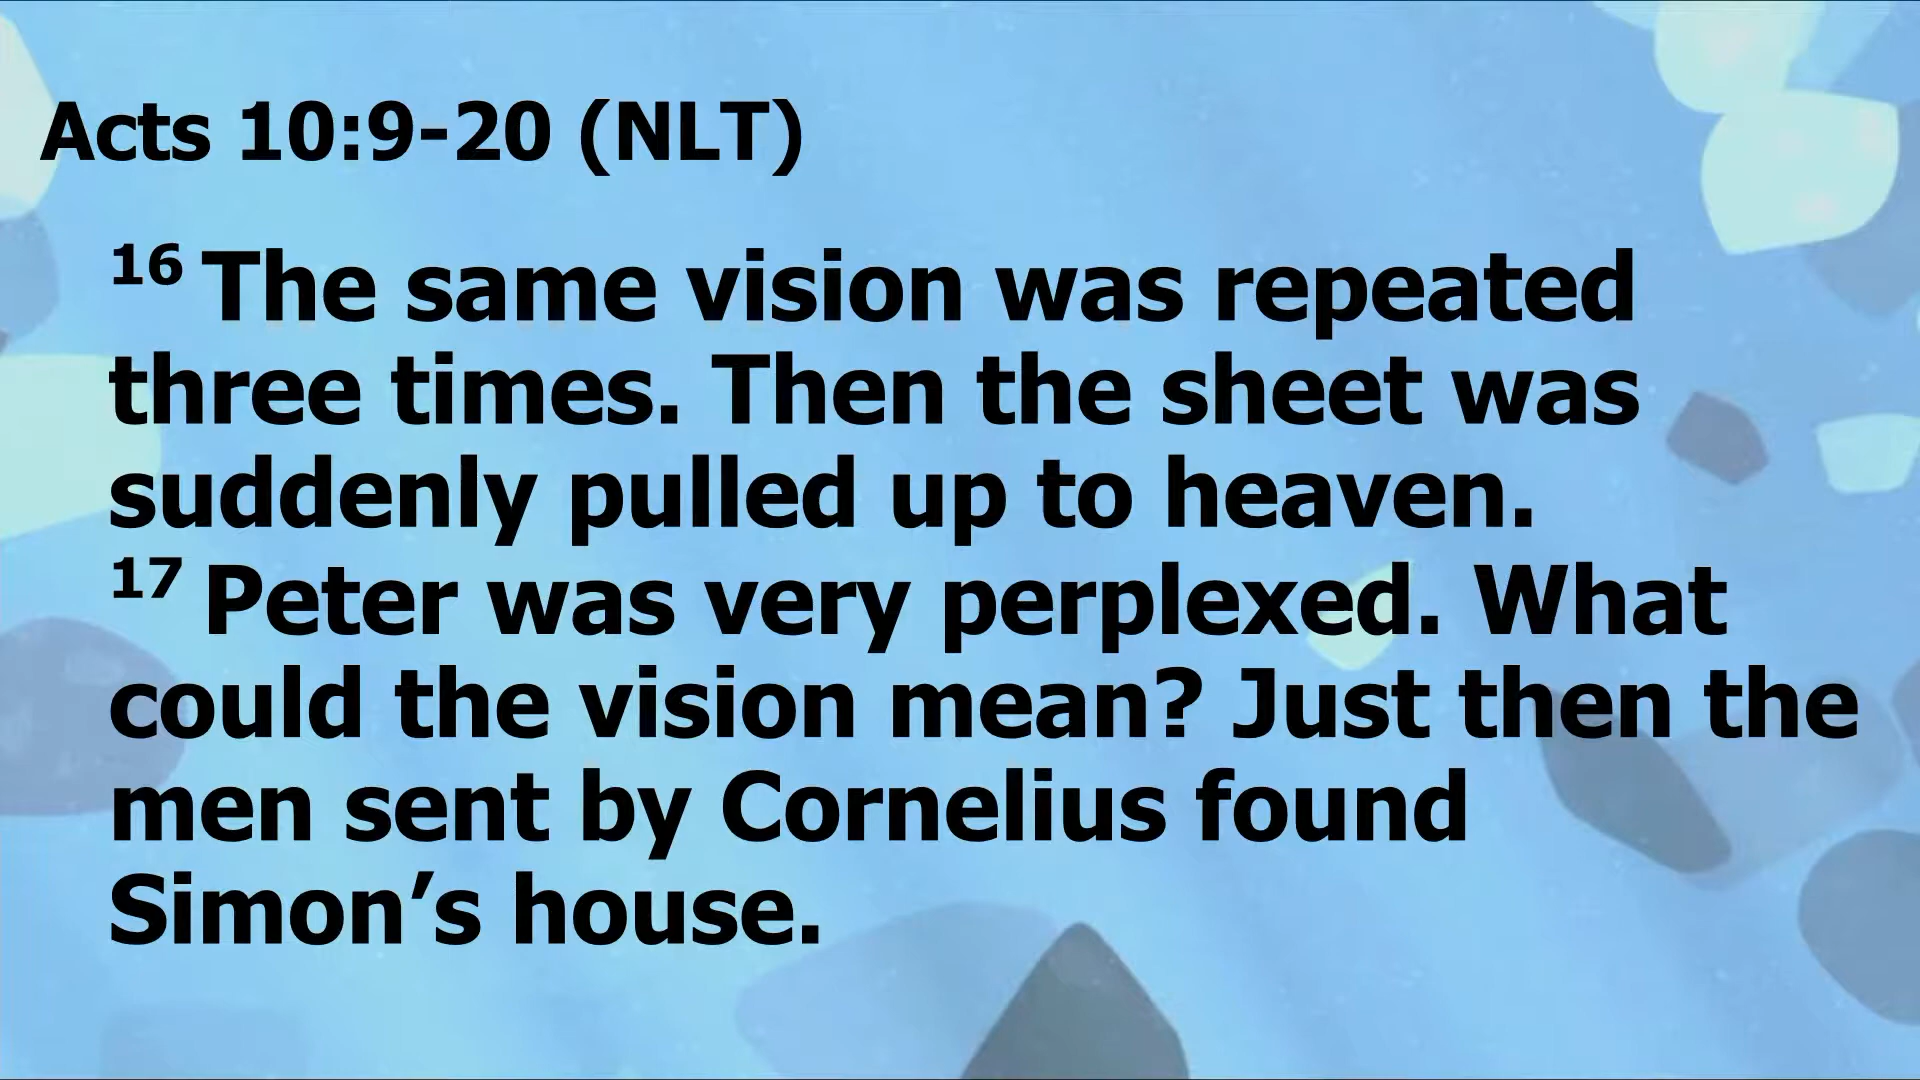 Acts 10:9-20 (NLT)
16 The same vision was repeated
three times. Then the sheet was
suddenly pulled up to heaven.
17 Peter was very perplexed. What
could the vision mean? Just then the
men sent by Cornelius found
Simon’s house.